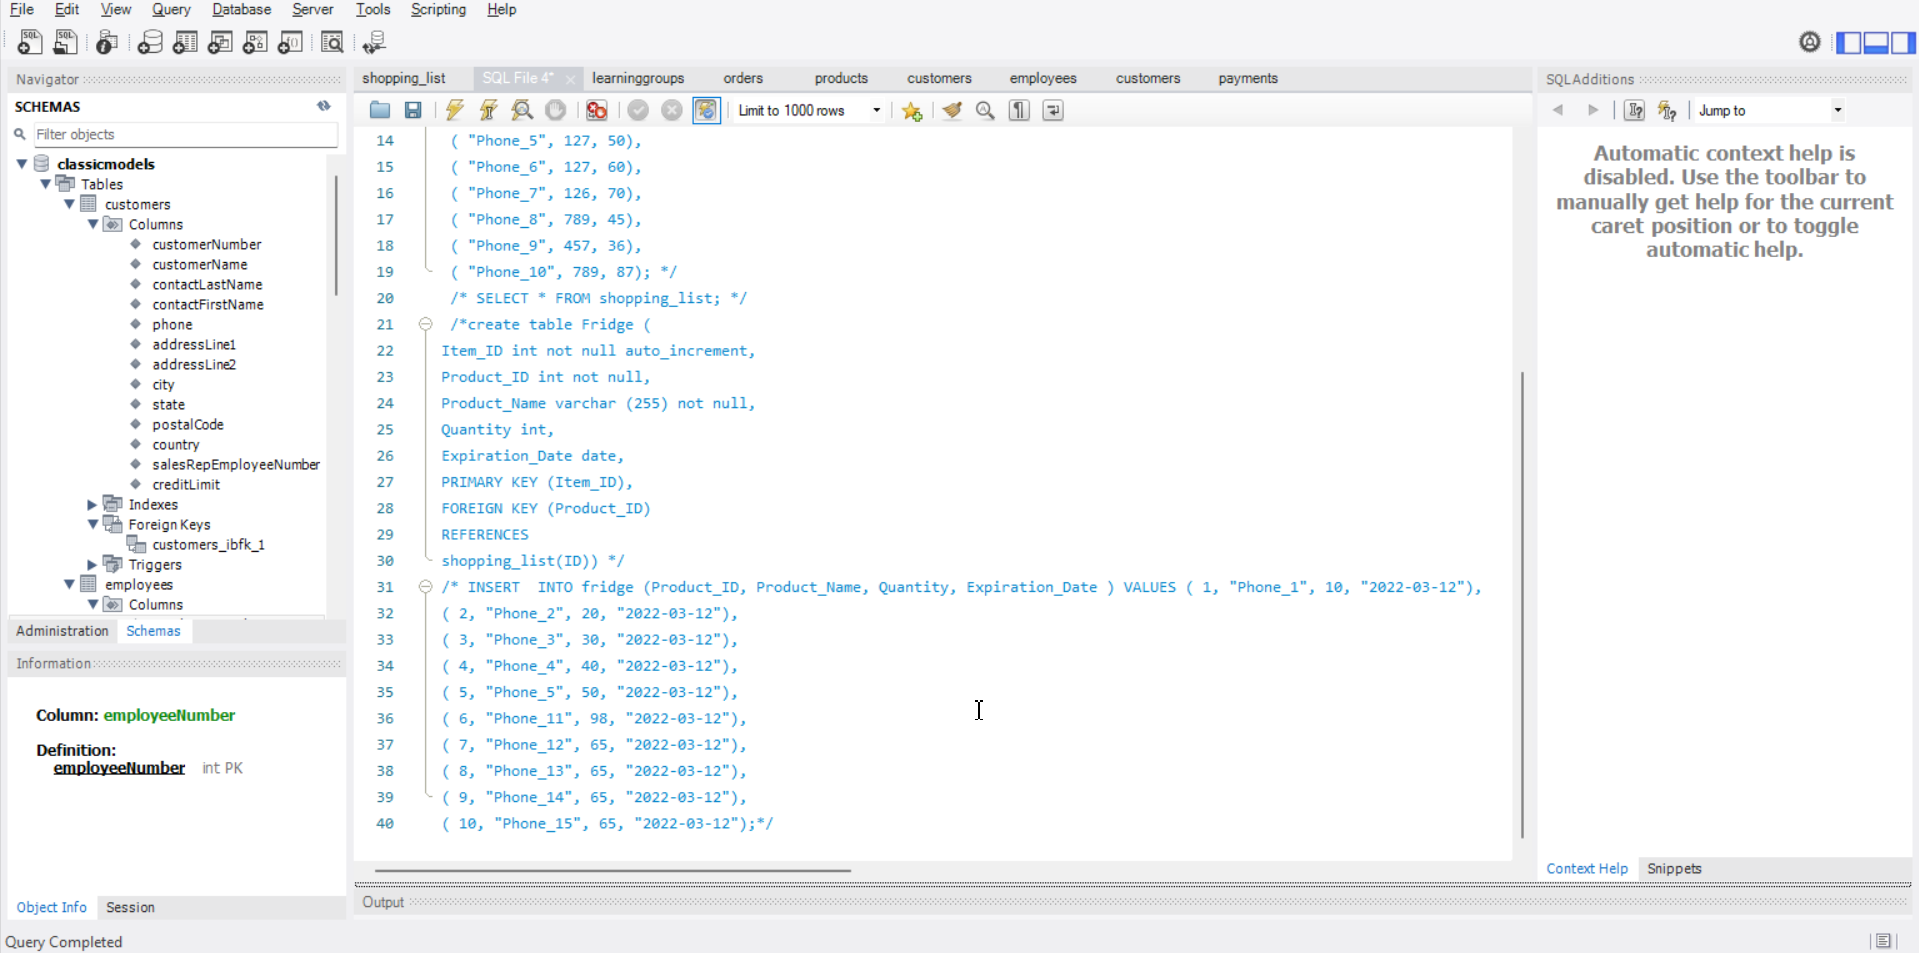 File Edit View Query Database Server Tools Scripting Help
Navigator
SCHEMAS
Filter objects
classicmodels
Tables
customers
Columns
customerNumber
customerName
contactLastName
contactFirstName
phone
addressLine1
addressLine2
city
state
postalCode
country
salesRepEmployeeNumber
creditLimit
Indexes
Foreign Keys
customers_ibfk_1
Triggers
employees
Columns
Administration Schemas
Information
Column: employeeNumber
Definition:
employeeNumber int PK
Object Info Session
Query Completed
shopping_list SQL File 4* learninggroups orders products customers employees customers payments
Limit to 1000 rows
14 ( "Phone_5", 127, 50),
15 ( "Phone_6", 127, 60),
16 ( "Phone_7", 126, 70),
17 ( "Phone_8", 789, 45),
18 ( "Phone_9", 457, 36),
19 ( "Phone_10", 789, 87); */
20 /* SELECT * FROM shopping_list; */
21 /*create table Fridge (
22 Item_ID int not null auto_increment,
23 Product_ID int not null,
24 Product_Name varchar (255) not null,
25 Quantity int,
26 Expiration_Date date,
27 PRIMARY KEY (Item_ID),
28 FOREIGN KEY (Product_ID)
29 REFERENCES
30 shopping_list(ID)) */
31 /* INSERT  INTO fridge (Product_ID, Product_Name, Quantity, Expiration_Date ) VALUES ( 1, "Phone_1", 10, "2022-03-12"),
32 ( 2, "Phone_2", 20, "2022-03-12"),
33 ( 3, "Phone_3", 30, "2022-03-12"),
34 ( 4, "Phone_4", 40, "2022-03-12"),
35 ( 5, "Phone_5", 50, "2022-03-12"),
36 ( 6, "Phone_11", 98, "2022-03-12"),
37 ( 7, "Phone_12", 65, "2022-03-12"),
38 ( 8, "Phone_13", 65, "2022-03-12"),
39 ( 9, "Phone_14", 65, "2022-03-12"),
40 ( 10, "Phone_15", 65, "2022-03-12");*/
Output
SQLAdditions
Jump to
Automatic context help is
disabled. Use the toolbar to
manually get help for the current
caret position or to toggle
automatic help.
Context Help Snippets